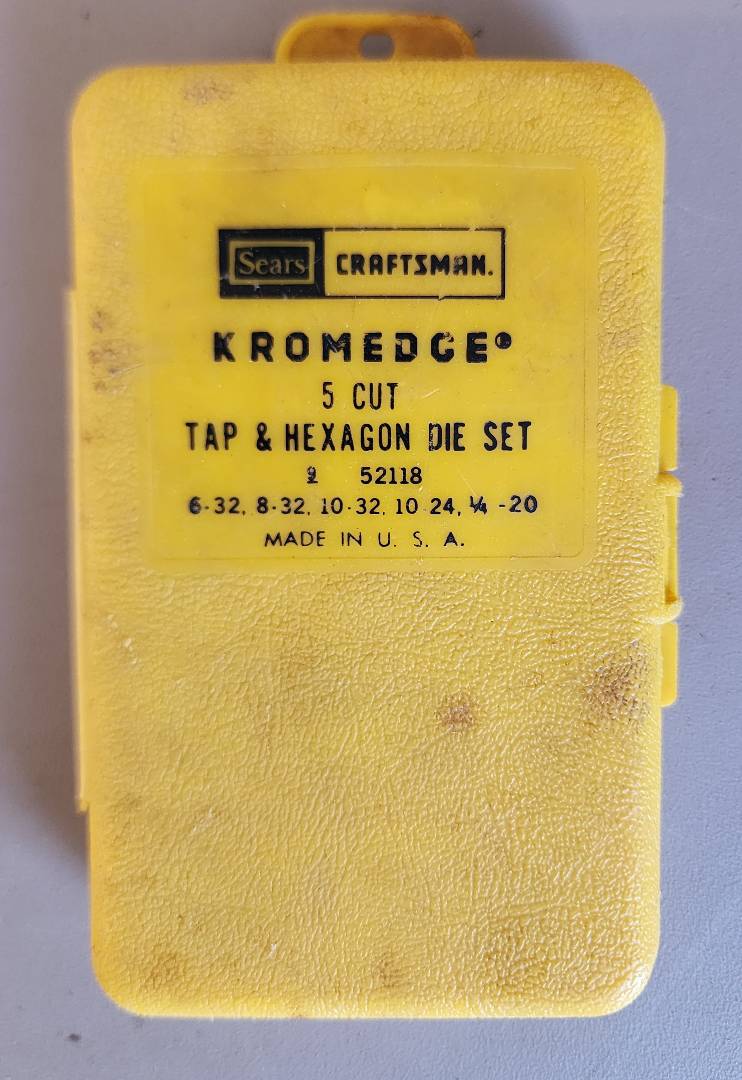 Sears CRAFTSMAN.
KROMEDGE®
5 CUT
TAP & HEXAGON DIE SET
9 52118
6-32, 8-32, 10-32, 10-24, ¼ -20
MADE IN U. S. A.